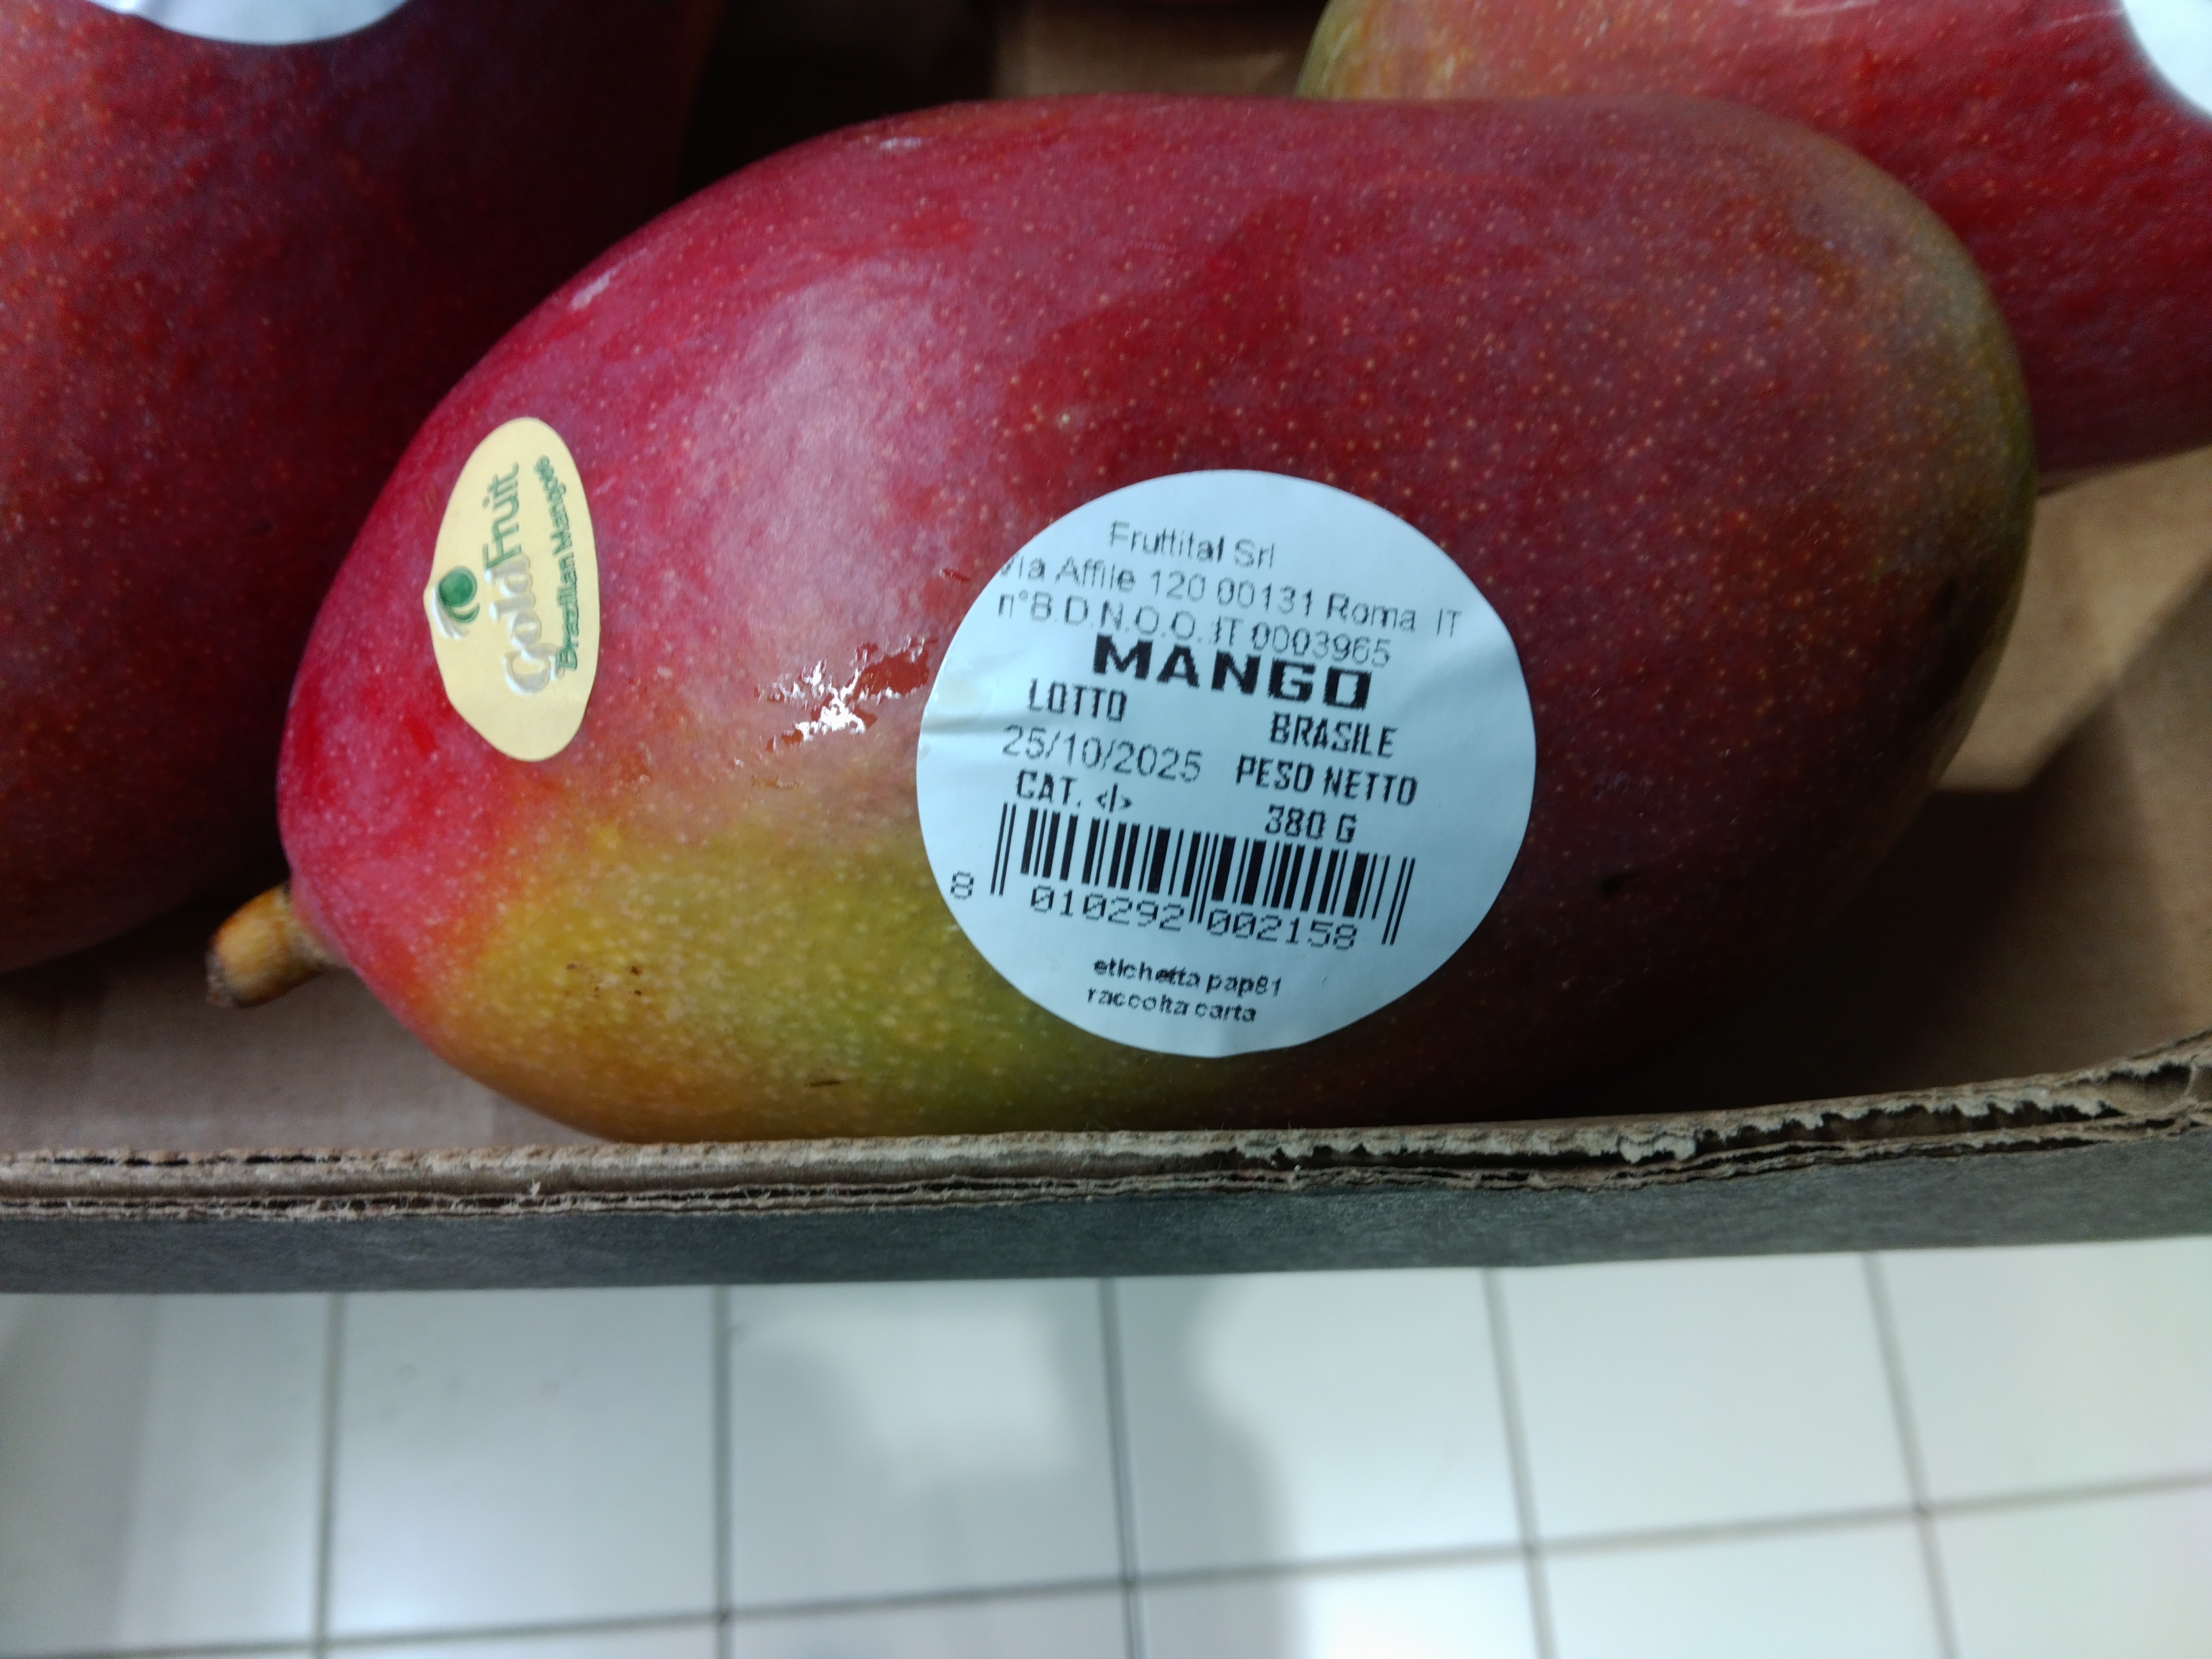 GoldFruit
Brazilian Mangoes
Fruttital Srl
Via Affile 120 00131 Roma IT
n°B.D.N.O.O. IT 0003965
MANGO
LOTTO
BRASILE
25/10/2025
PESO NETTO
CAT. <I>
380 G
8 010292 002158
etichetta pap81
raccolta carta